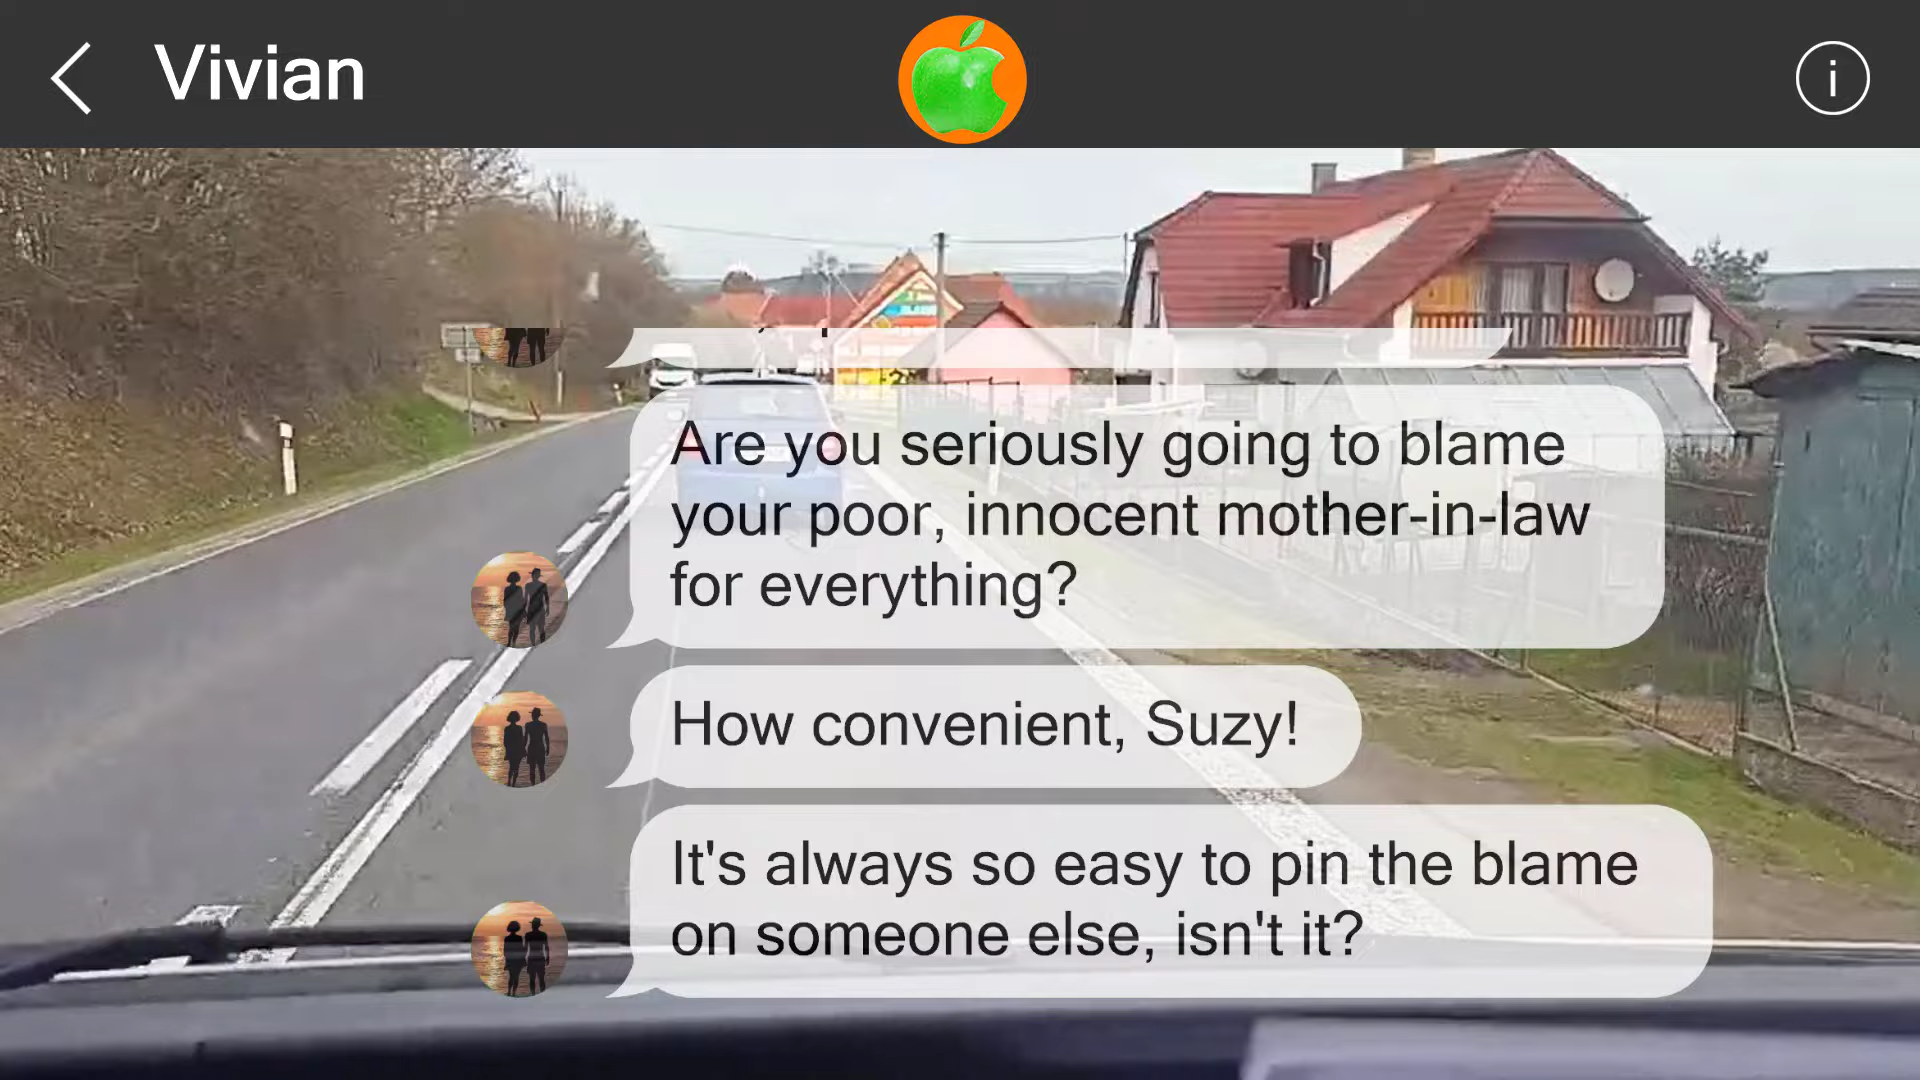 Vivian
Are you seriously going to blame
your poor, innocent mother-in-law
for everything?
How convenient, Suzy!
It's always so easy to pin the blame
on someone else, isn't it?